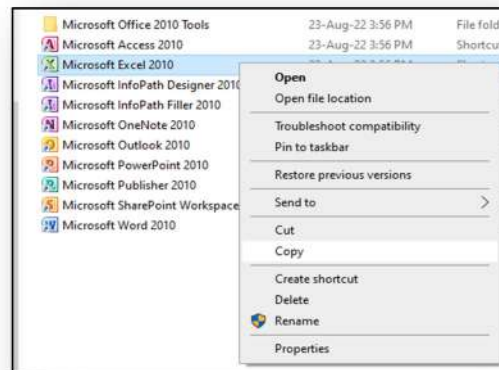 Microsoft Office 2010 Tools 23-Aug-22 3:56 PM File fold
Microsoft Access 2010 23-Aug-22 3:56 PM Shortcu
Microsoft Excel 2010
Microsoft InfoPath Designer 2010
Microsoft InfoPath Filler 2010
Microsoft OneNote 2010
Microsoft Outlook 2010
Microsoft PowerPoint 2010
Microsoft Publisher 2010
Microsoft SharePoint Workspace
Microsoft Word 2010
Open
Open file location
Troubleshoot compatibility
Pin to taskbar
Restore previous versions
Send to
Cut
Copy
Create shortcut
Delete
Rename
Properties